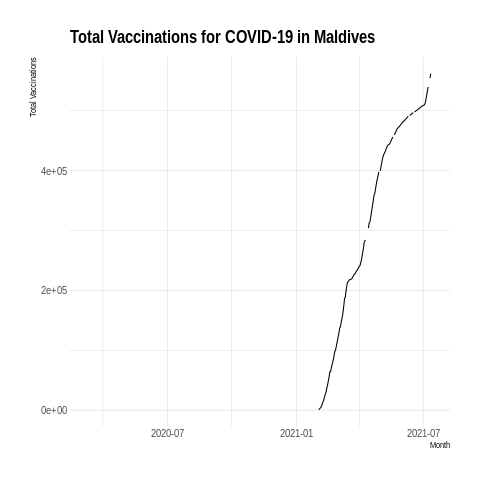 Total Vaccinations for COVID-19 in Maldives
Total Vaccinations
4e+05
2e+05
0e+00
2020-07
2021-01
2021-07
Month